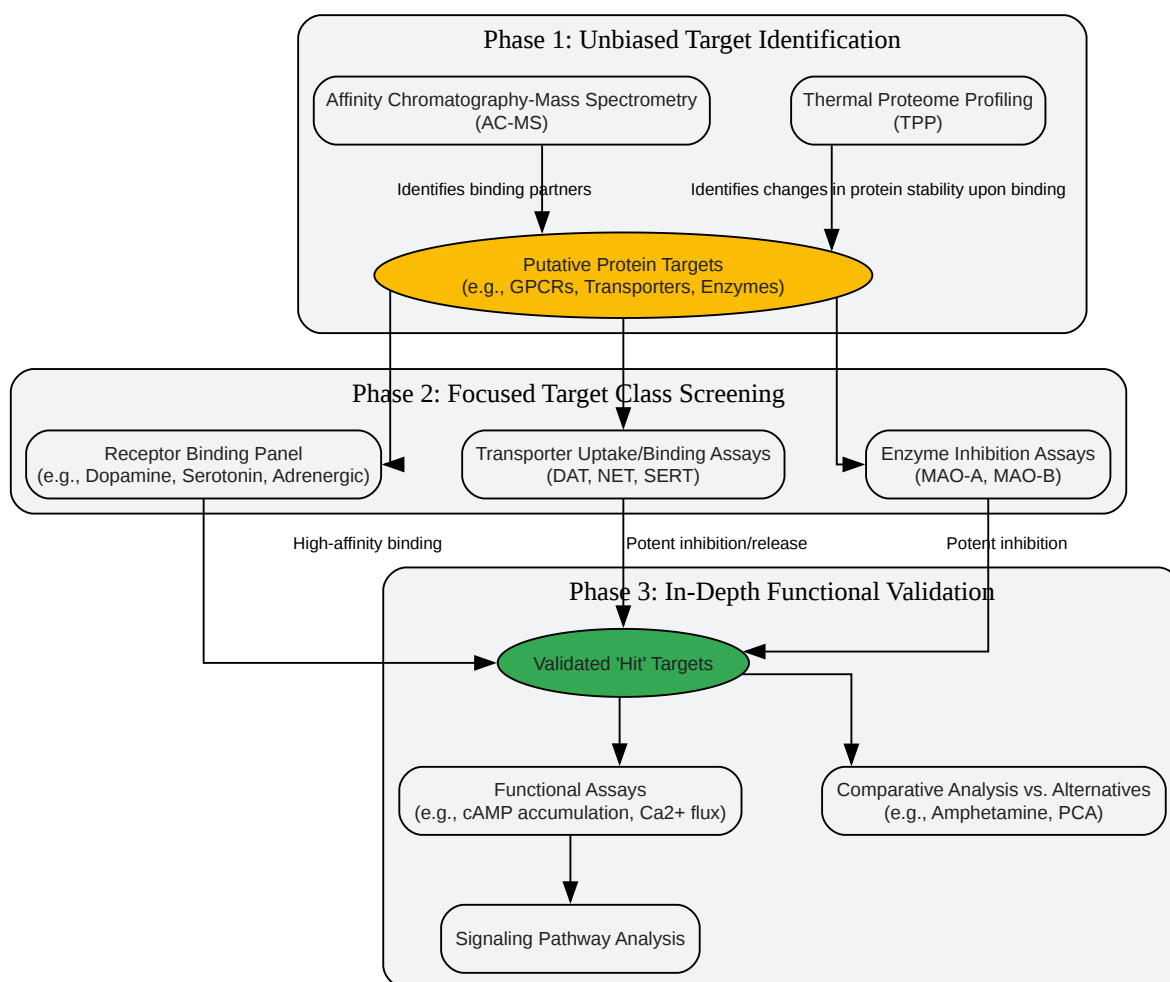 Phase 1: Unbiased Target Identification
Affinity Chromatography-Mass Spectrometry
(AC-MS)
Thermal Proteome Profiling
(TPP)
Identifies binding partners
Identifies changes in protein stability upon binding
Putative Protein Targets
(e.g., GPCRs, Transporters, Enzymes)
Phase 2: Focused Target Class Screening
Receptor Binding Panel
(e.g., Dopamine, Serotonin, Adrenergic)
Transporter Uptake/Binding Assays
(DAT, NET, SERT)
Enzyme Inhibition Assays
(MAO-A, MAO-B)
High-affinity binding
Potent inhibition/release
Potent inhibition
Phase 3: In-Depth Functional Validation
Validated 'Hit' Targets
Functional Assays
(e.g., cAMP accumulation, Ca2+ flux)
Comparative Analysis vs. Alternatives
(e.g., Amphetamine, PCA)
Signaling Pathway Analysis